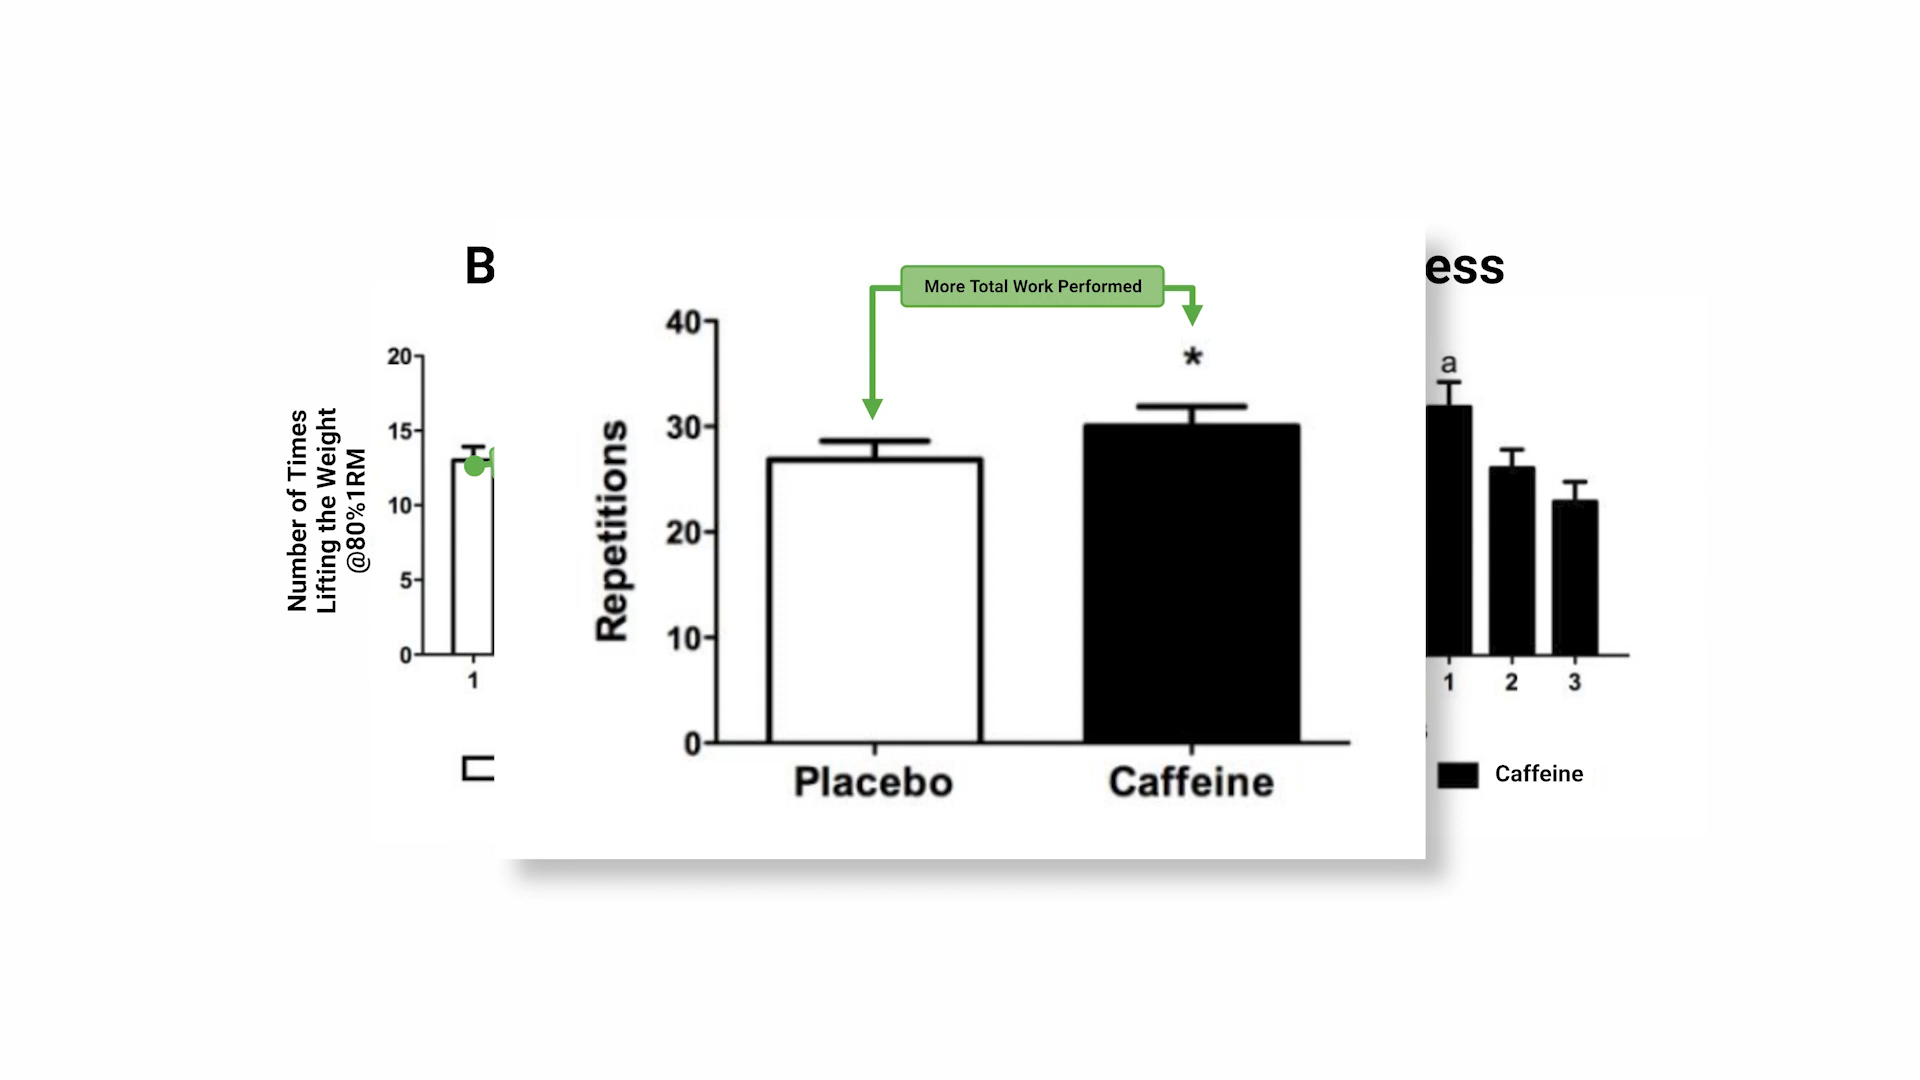 B
ess
More Total Work Performed
40
30
20
10
0
*
Repetitions
Placebo
Caffeine
Number of Times
Lifting the Weight
@80%1RM
20
15
10
5
0
1
a
1
2
3
Caffeine